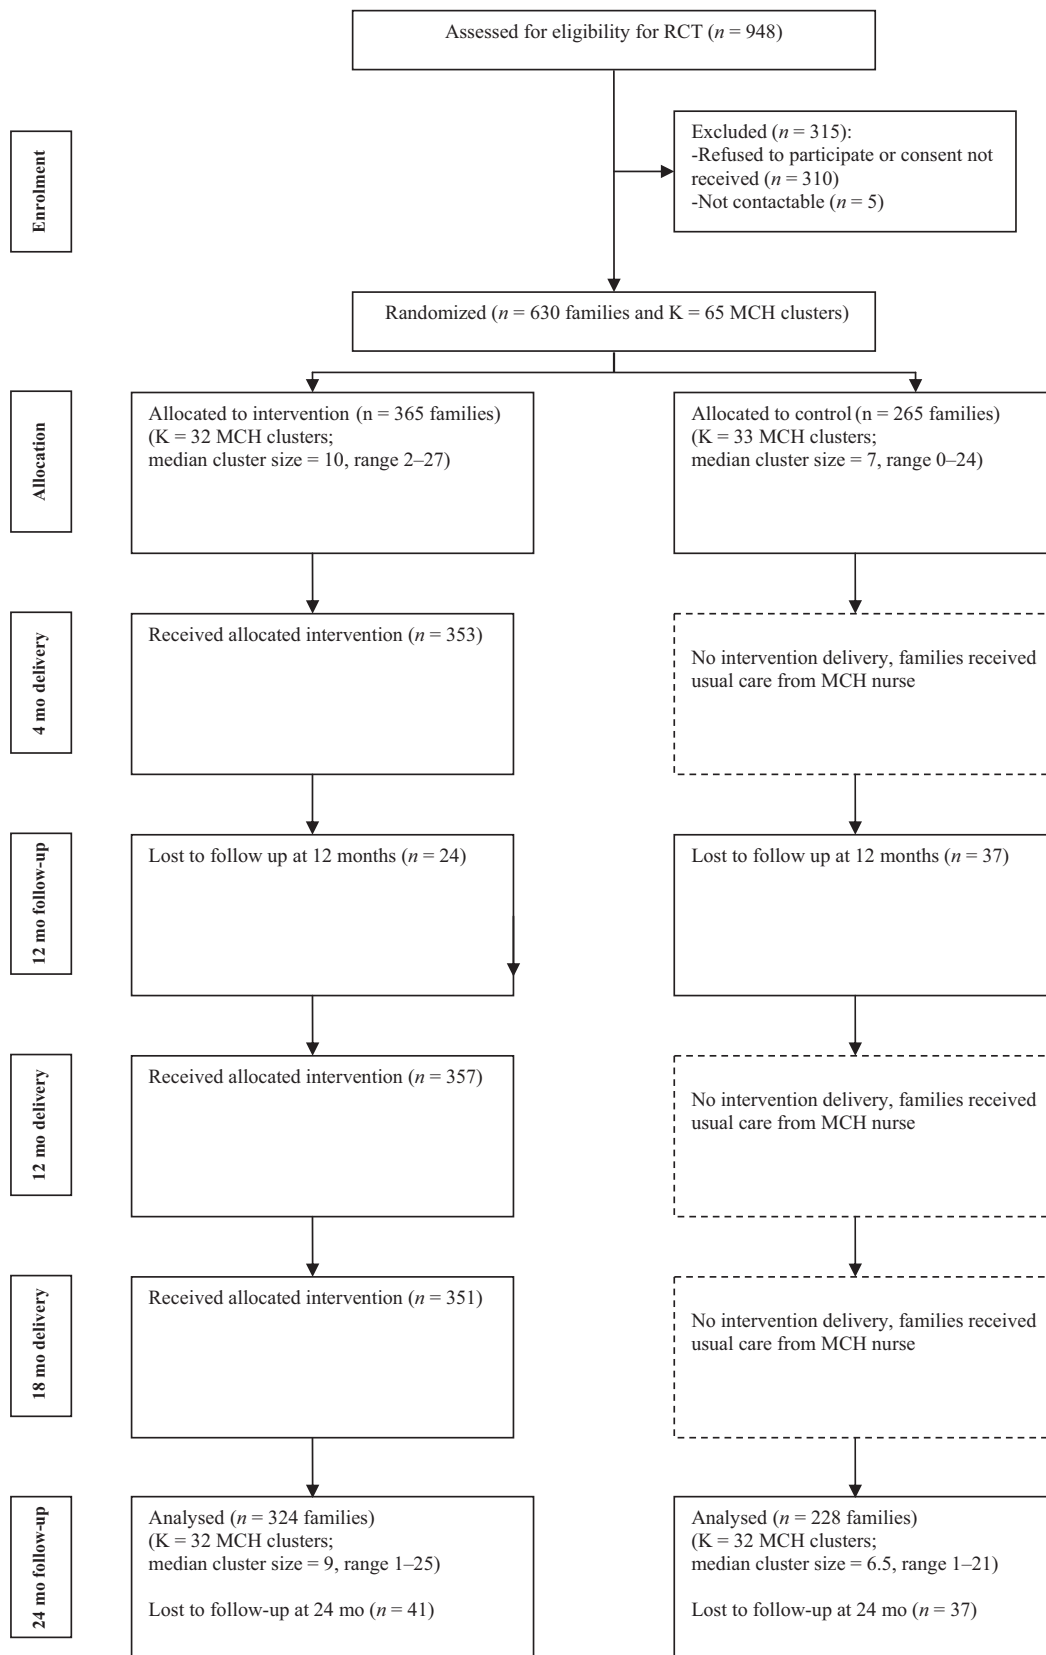 Assessed for eligibility for RCT (n = 948)
Enrolment
Excluded (n = 315):
-Refused to participate or consent not
received (n = 310)
-Not contactable (n = 5)
Randomized (n = 630 families and K = 65 MCH clusters)
Allocation
Allocated to intervention (n = 365 families)
(K = 32 MCH clusters;
median cluster size = 10, range 2–27)
Allocated to control (n = 265 families)
(K = 33 MCH clusters;
median cluster size = 7, range 0–24)
4 mo delivery
Received allocated intervention (n = 353)
No intervention delivery, families received
usual care from MCH nurse
12 mo follow-up
Lost to follow up at 12 months (n = 24)
Lost to follow up at 12 months (n = 37)
12 mo delivery
Received allocated intervention (n = 357)
No intervention delivery, families received
usual care from MCH nurse
18 mo delivery
Received allocated intervention (n = 351)
No intervention delivery, families received
usual care from MCH nurse
24 mo follow-up
Analysed (n = 324 families)
(K = 32 MCH clusters;
median cluster size = 9, range 1–25)
Lost to follow-up at 24 mo (n = 41)
Analysed (n = 228 families)
(K = 32 MCH clusters;
median cluster size = 6.5, range 1–21)
Lost to follow-up at 24 mo (n = 37)